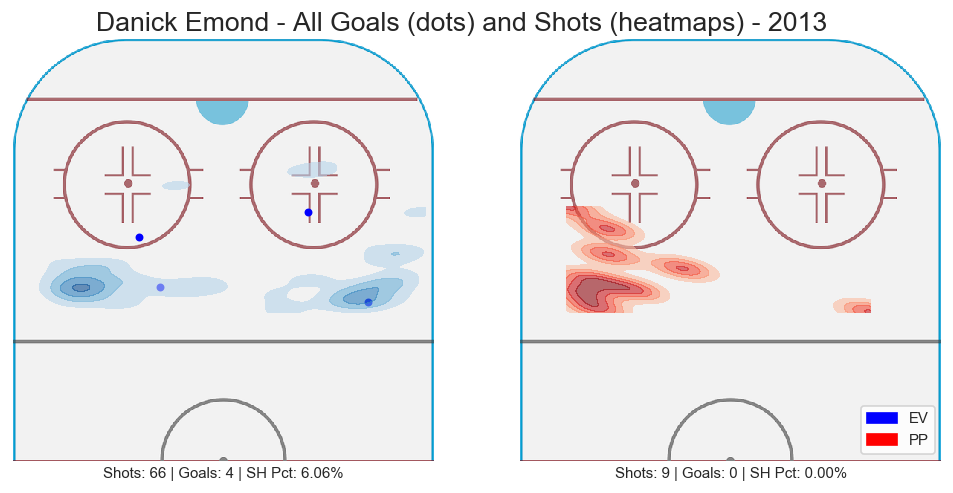 Danick Emond - All Goals (dots) and Shots (heatmaps) - 2013
EV
PP
Shots: 66 | Goals: 4 | SH Pct: 6.06%
Shots: 9 | Goals: 0 | SH Pct: 0.00%